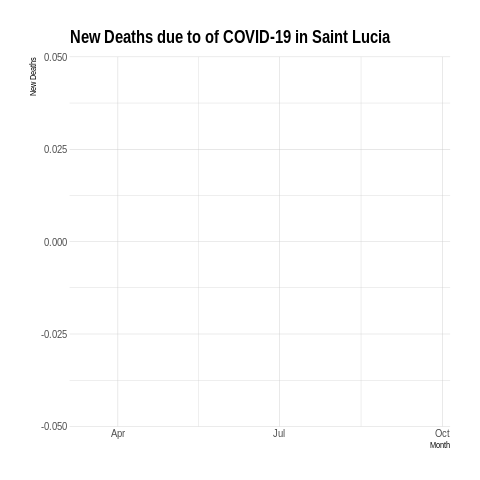 New Deaths due to of COVID-19 in Saint Lucia
New Deaths
0.050
0.025
0.000
-0.025
-0.050
Apr Jul Oct
Month